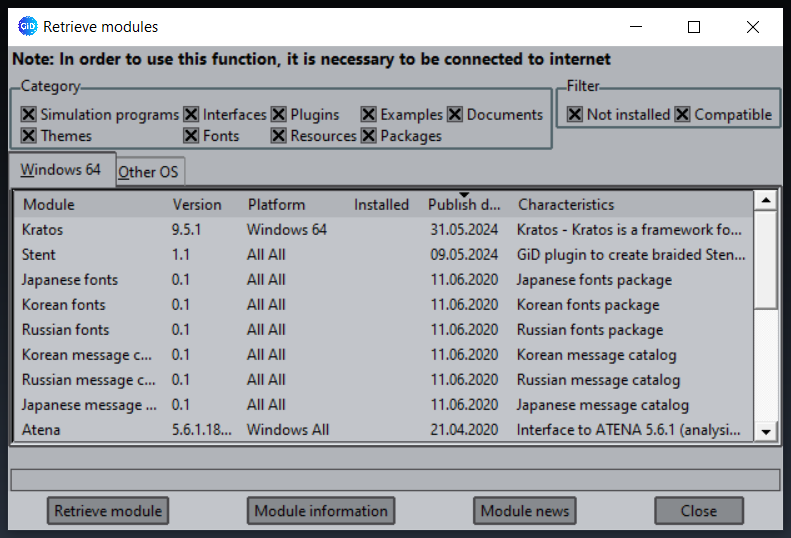 GiD Retrieve modules
Note: In order to use this function, it is necessary to be connected to internet
Category
Simulation programs Interfaces Plugins Examples Documents
Themes Fonts Resources Packages
Filter
Not installed Compatible
Windows 64 Other OS
Module Version Platform Installed Publish d... Characteristics
Kratos 9.5.1 Windows 64 31.05.2024 Kratos - Kratos is a framework fo...
Stent 1.1 All All 09.05.2024 GiD plugin to create braided Sten...
Japanese fonts 0.1 All All 11.06.2020 Japanese fonts package
Korean fonts 0.1 All All 11.06.2020 Korean fonts package
Russian fonts 0.1 All All 11.06.2020 Russian fonts package
Korean message c... 0.1 All All 11.06.2020 Korean message catalog
Russian message c... 0.1 All All 11.06.2020 Russian message catalog
Japanese message ... 0.1 All All 11.06.2020 Japanese message catalog
Atena 5.6.1.18... Windows All 21.04.2020 Interface to ATENA 5.6.1 (analysi...
Retrieve module Module information Module news Close